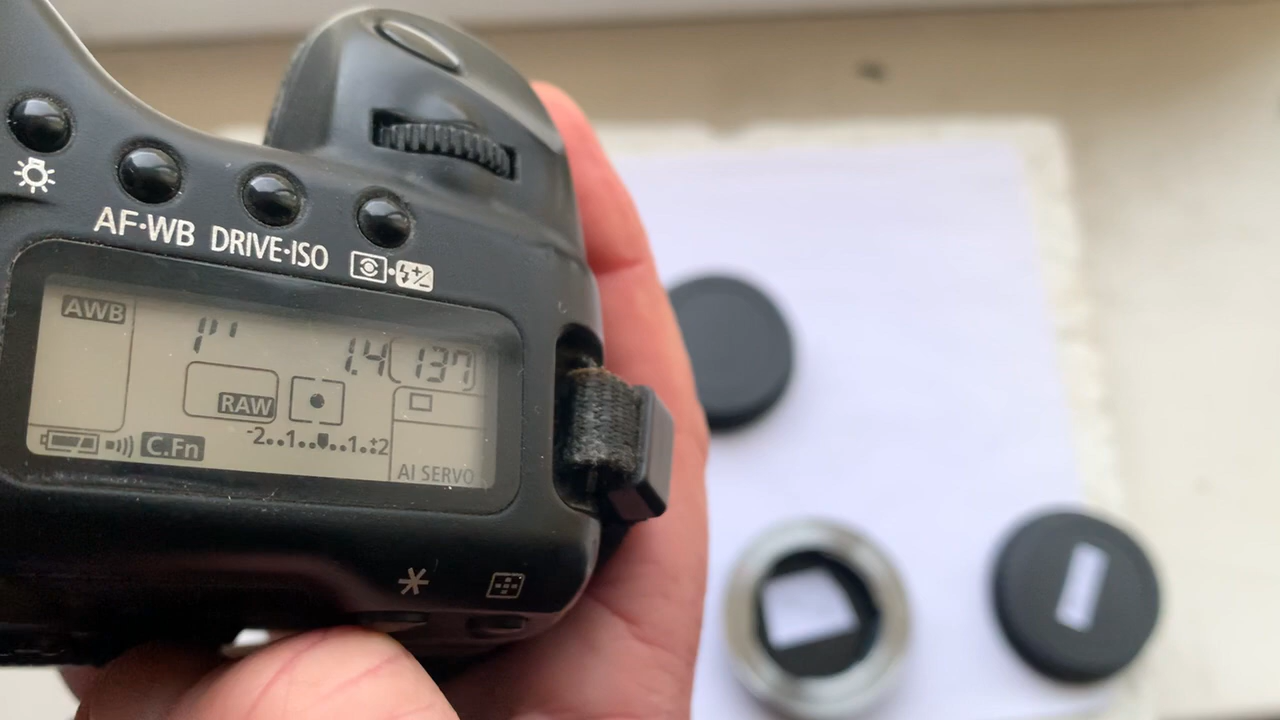 AF•WB DRIVE•ISO
AWB
1" 1.4 137
RAW
-2..1..▮..1.+2
C.Fn
AI SERVO